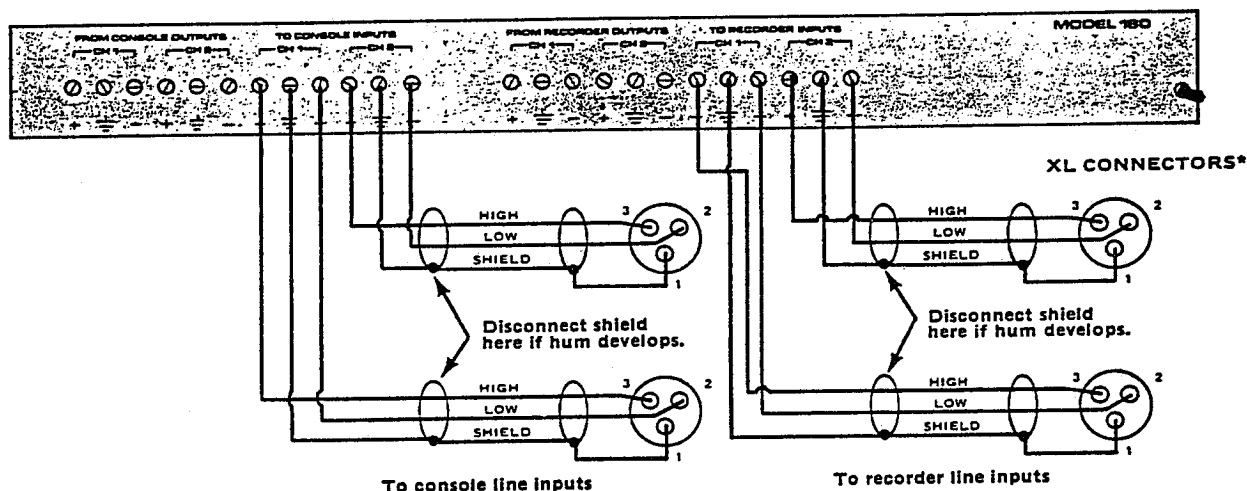 MODEL 160
FROM CONSOLE OUTPUTS TO CONSOLE INPUTS FROM RECORDER OUTPUTS TO RECORDER INPUTS
CH 1 CH 2 CH 1 CH 2 CH 1 CH 2 CH 1 CH 2
XL CONNECTORS*
HIGH 3 2
LOW
SHIELD
1
HIGH 3 2
LOW
SHIELD
1
Disconnect shield
here if hum develops.
Disconnect shield
here if hum develops.
HIGH 3 2
LOW
SHIELD
1
HIGH 3 2
LOW
SHIELD
1
To console line inputs
To recorder line inputs